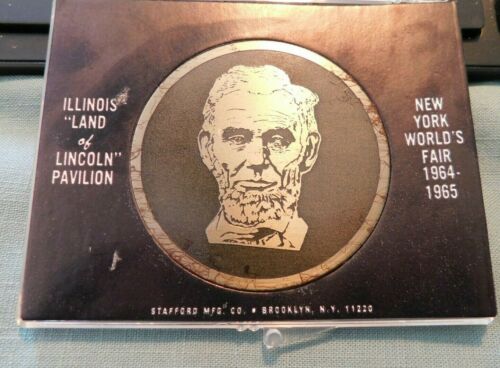 ILLINOIS
"LAND
of
LINCOLN"
PAVILION
NEW
YORK
WORLD'S
FAIR
1964-
1965
STAFFORD MFG. CO. * BROOKLYN, N.Y. 11220